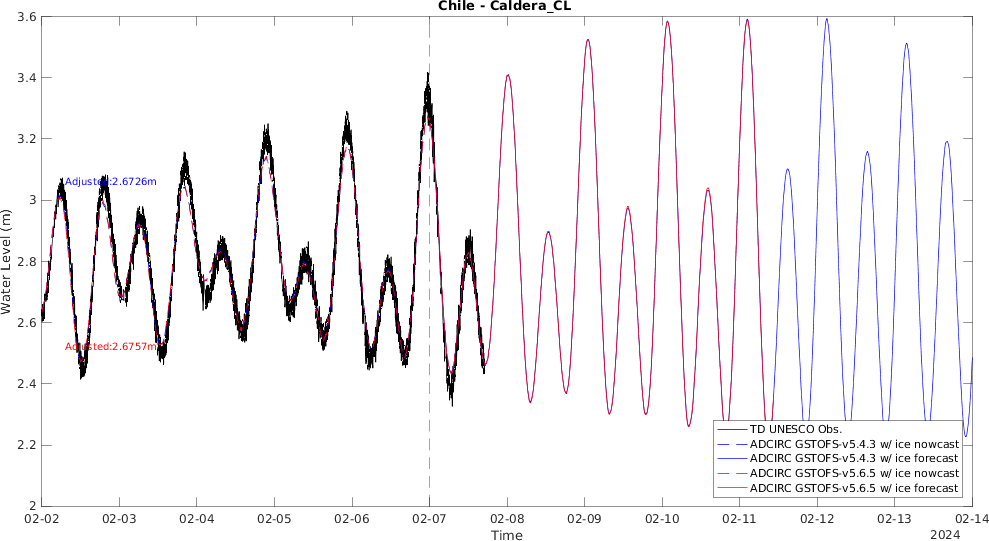 Chile - Caldera_CL
3.6
3.4
3.2
3
2.8
2.6
2.4
2.2
2
Water Level (m)
Adjusted:2.6726m
Adjusted:2.6757m
TD UNESCO Obs.
ADCIRC GSTOFS-v5.4.3 w/ ice nowcast
ADCIRC GSTOFS-v5.4.3 w/ ice forecast
ADCIRC GSTOFS-v5.6.5 w/ ice nowcast
ADCIRC GSTOFS-v5.6.5 w/ ice forecast
02-02 02-03 02-04 02-05 02-06 02-07 02-08 02-09 02-10 02-11 02-12 02-13 02-14
Time
2024